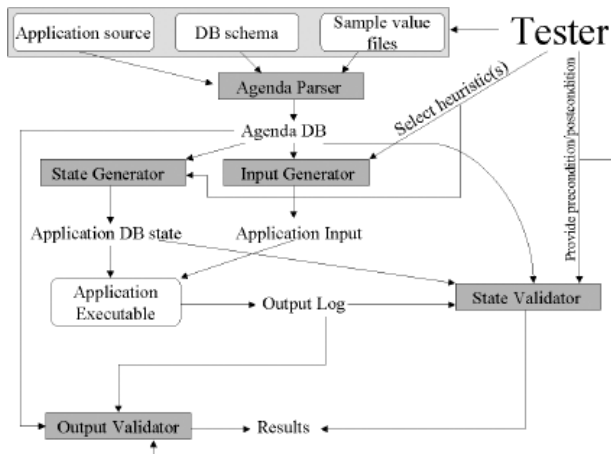 Application source
DB schema
Sample value
files
Tester
Agenda Parser
Select heuristic(s)
Provide precondition/postcondition
Agenda DB
State Generator
Input Generator
Application DB state
Application Input
Application
Executable
Output Log
State Validator
Output Validator
Results